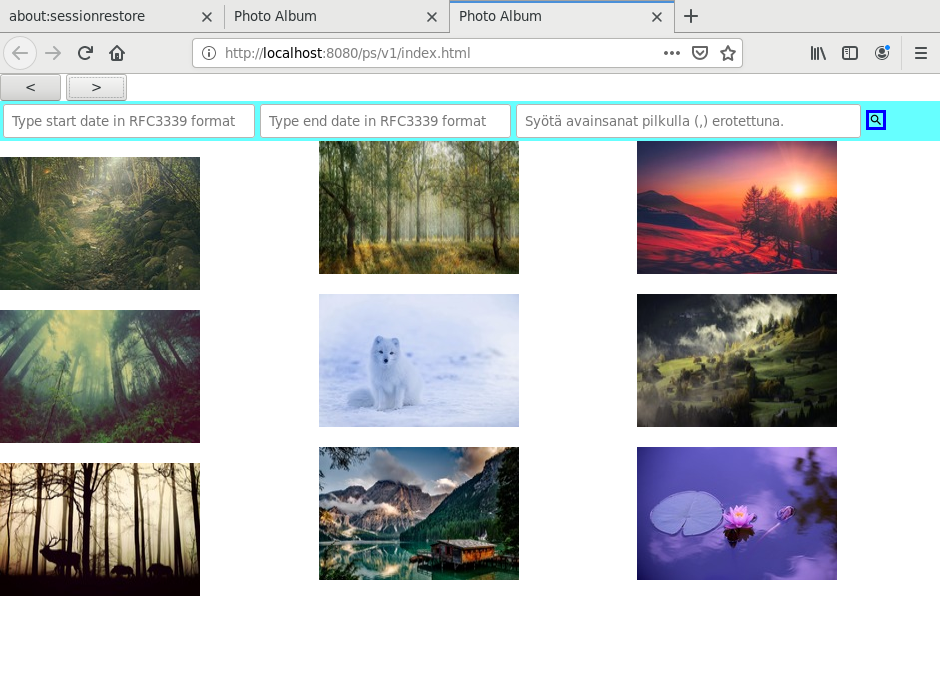 about:sessionrestore
Photo Album
Photo Album
http://localhost:8080/ps/v1/index.html
<
>
Type start date in RFC3339 format
Type end date in RFC3339 format
Syötä avainsanat pilkulla (,) erotettuna.